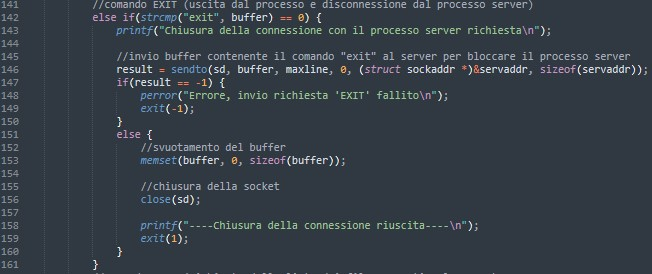 141 //comando EXIT (uscita dal processo e disconnessione dal processo server)
142 else if(strcmp("exit", buffer) == 0) {
143 printf("Chiusura della connessione con il processo server richiesta\n");
144
145 //invio buffer contenente il comando "exit" al server per bloccare il processo server
146 result = sendto(sd, buffer, maxline, 0, (struct sockaddr *)&servaddr, sizeof(servaddr));
147 if(result == -1) {
148 perror("Errore, invio richiesta 'EXIT' fallito\n");
149 exit(-1);
150 }
151 else {
152 //svuotamento del buffer
153 memset(buffer, 0, sizeof(buffer));
154
155 //chiusura della socket
156 close(sd);
157
158 printf("----Chiusura della connessione riuscita----\n");
159 exit(1);
160 }
161 }